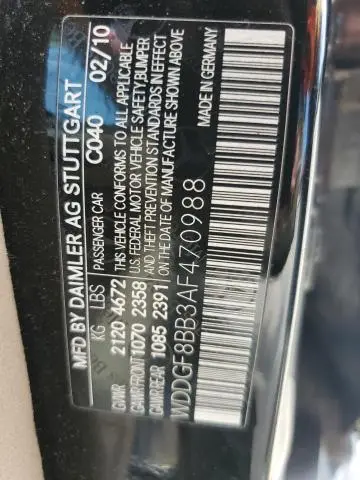 MFD BY DAIMLER AG STUTTGART
PASSENGER CAR C040 02/10
KG LBS
GVWR 2120 4672 THIS VEHICLE CONFORMS TO ALL APPLICABLE
GAWR FRONT 1070 2358 U.S. FEDERAL MOTOR VEHICLE SAFETY, BUMPER
GAWR REAR 1085 2391 AND THEFT PREVENTION STANDARDS IN EFFECT
ON THE DATE OF MANUFACTURE SHOWN ABOVE
WDDGF8BB3AF470988 MADE IN GERMANY